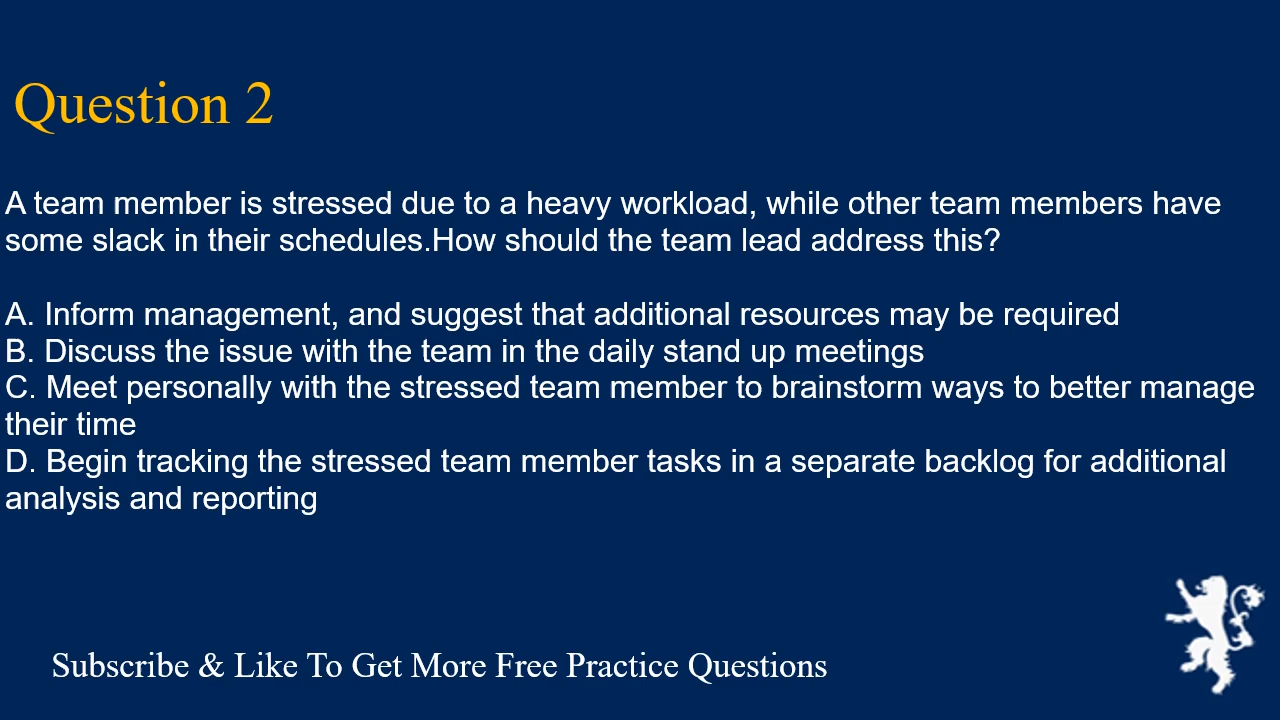 Question 2
A team member is stressed due to a heavy workload, while other team members have
some slack in their schedules.How should the team lead address this?
A. Inform management, and suggest that additional resources may be required
B. Discuss the issue with the team in the daily stand up meetings
C. Meet personally with the stressed team member to brainstorm ways to better manage
their time
D. Begin tracking the stressed team member tasks in a separate backlog for additional
analysis and reporting
Subscribe & Like To Get More Free Practice Questions